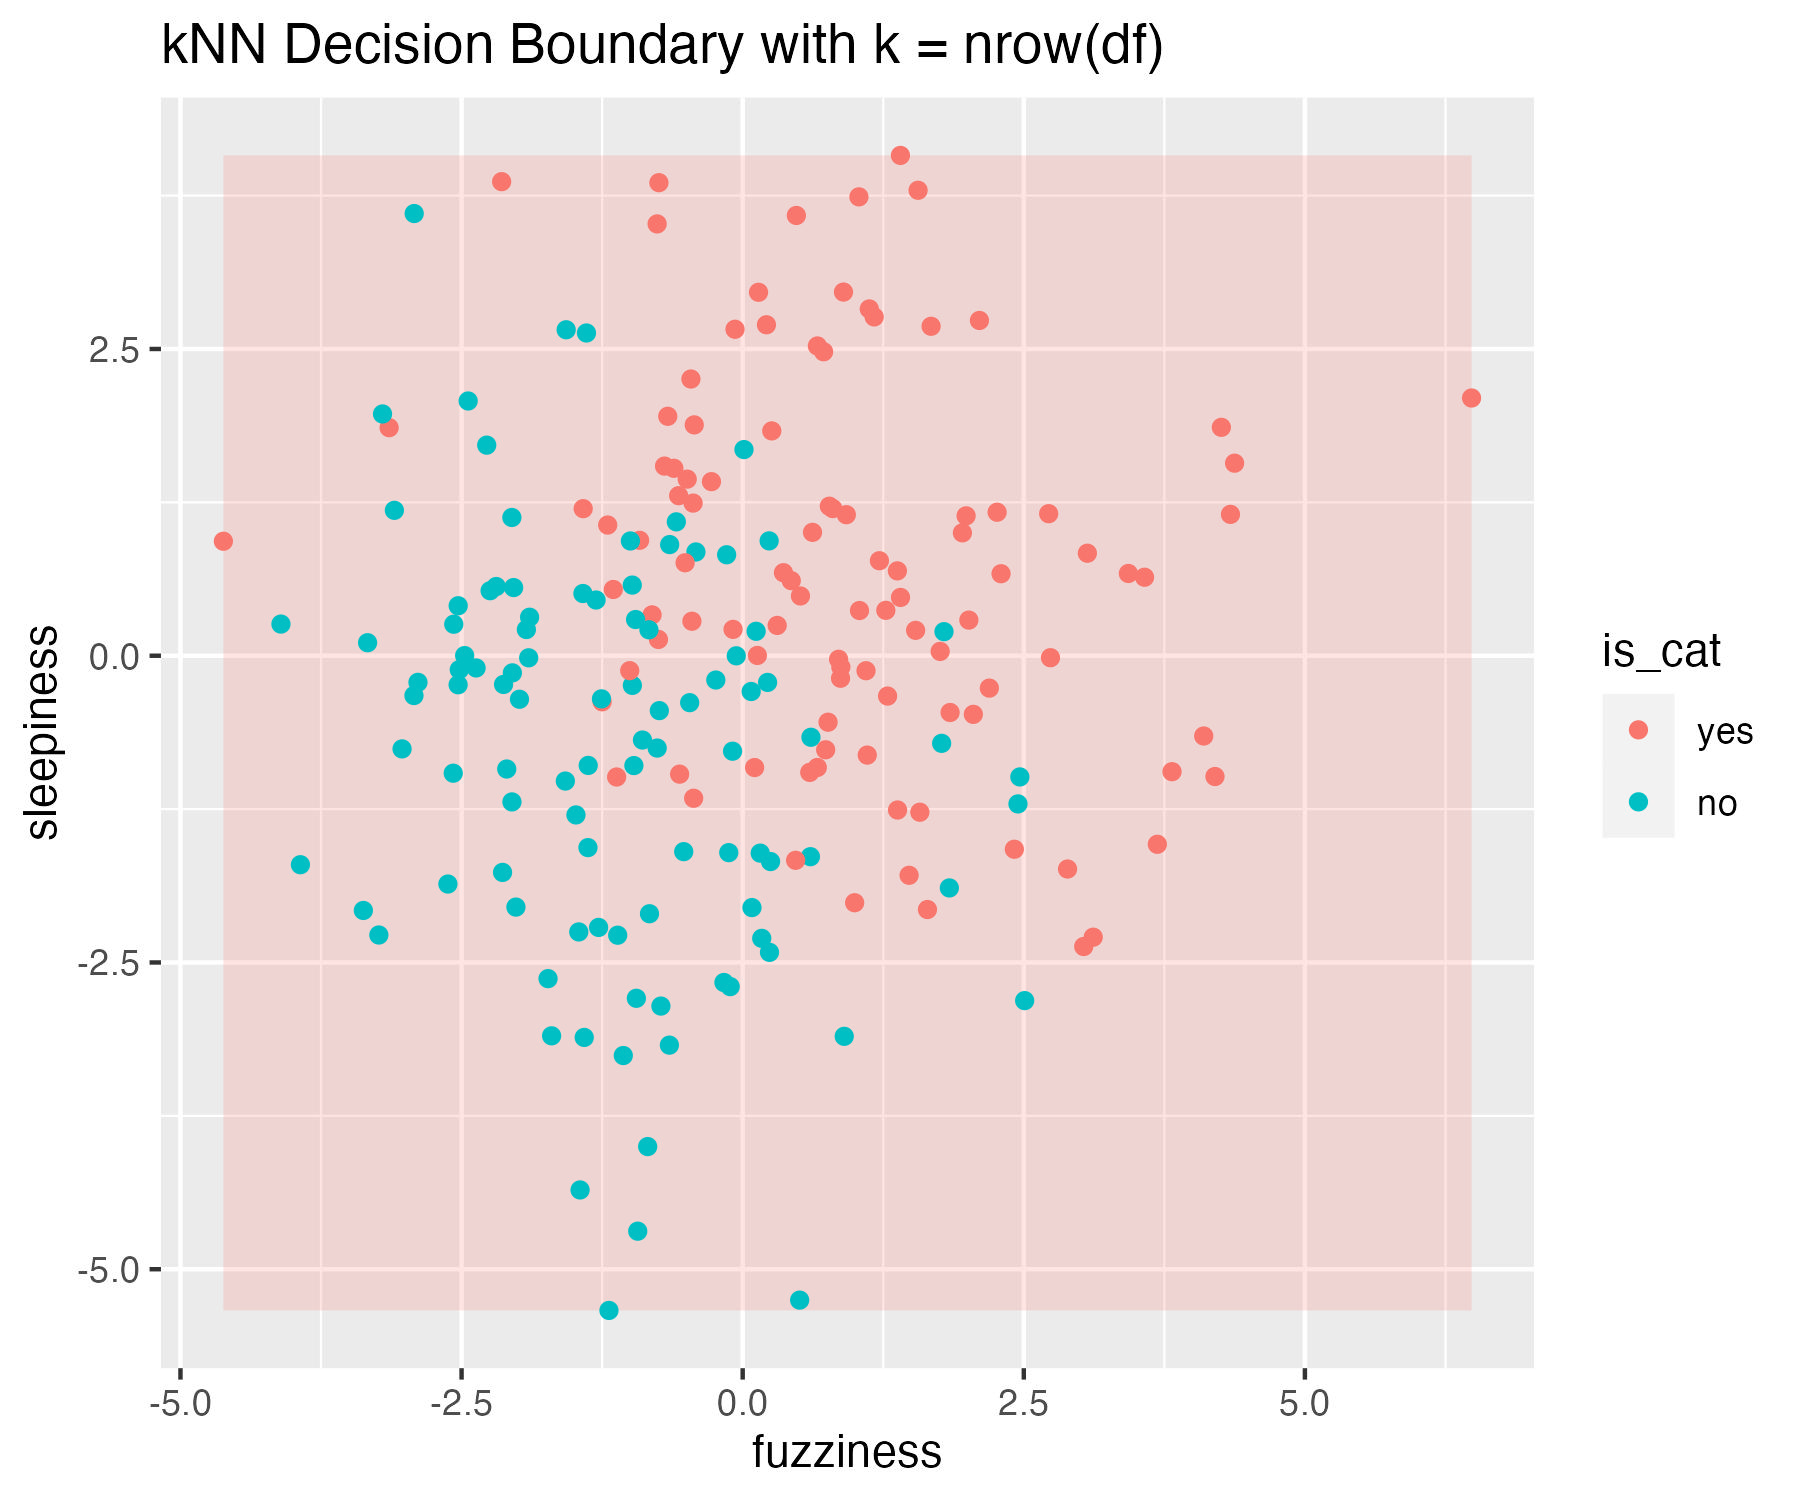 kNN Decision Boundary with k = nrow(df)
2.5
0.0
-2.5
-5.0
sleepiness
-5.0 -2.5 0.0 2.5 5.0
fuzziness
is_cat
yes
no